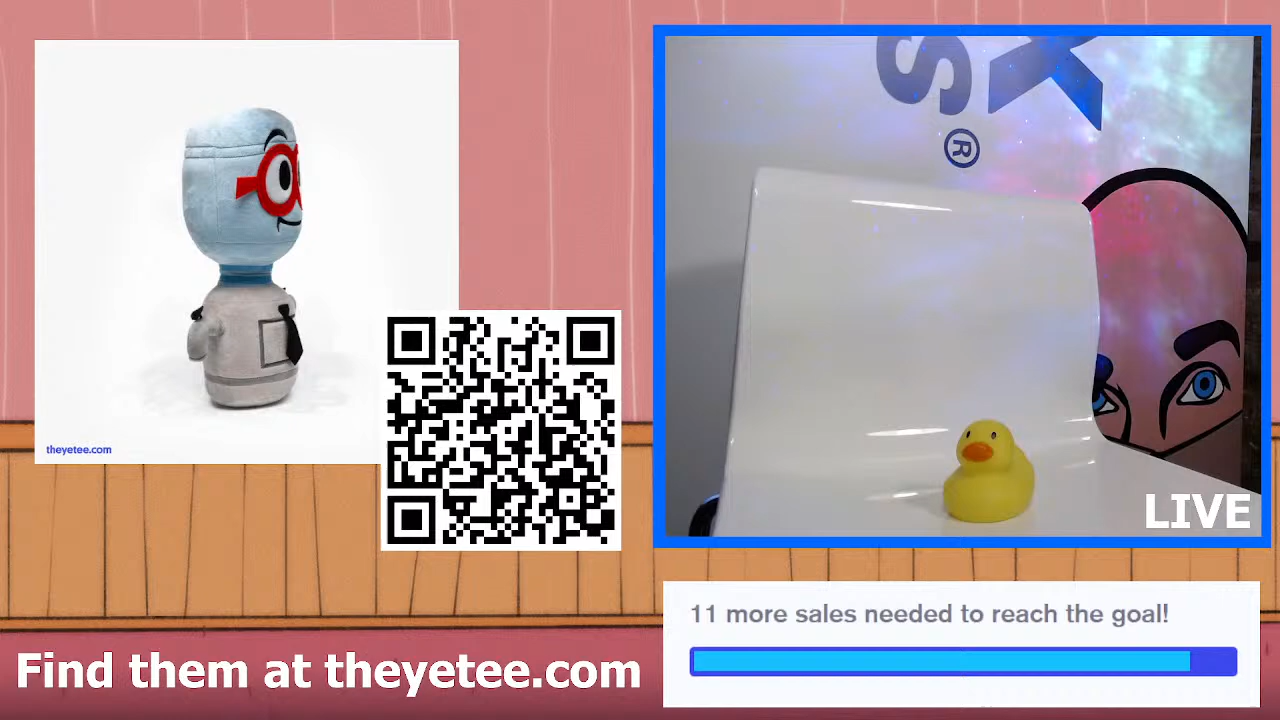 theyetee.com
S K
®
LIVE
11 more sales needed to reach the goal!
Find them at theyetee.com